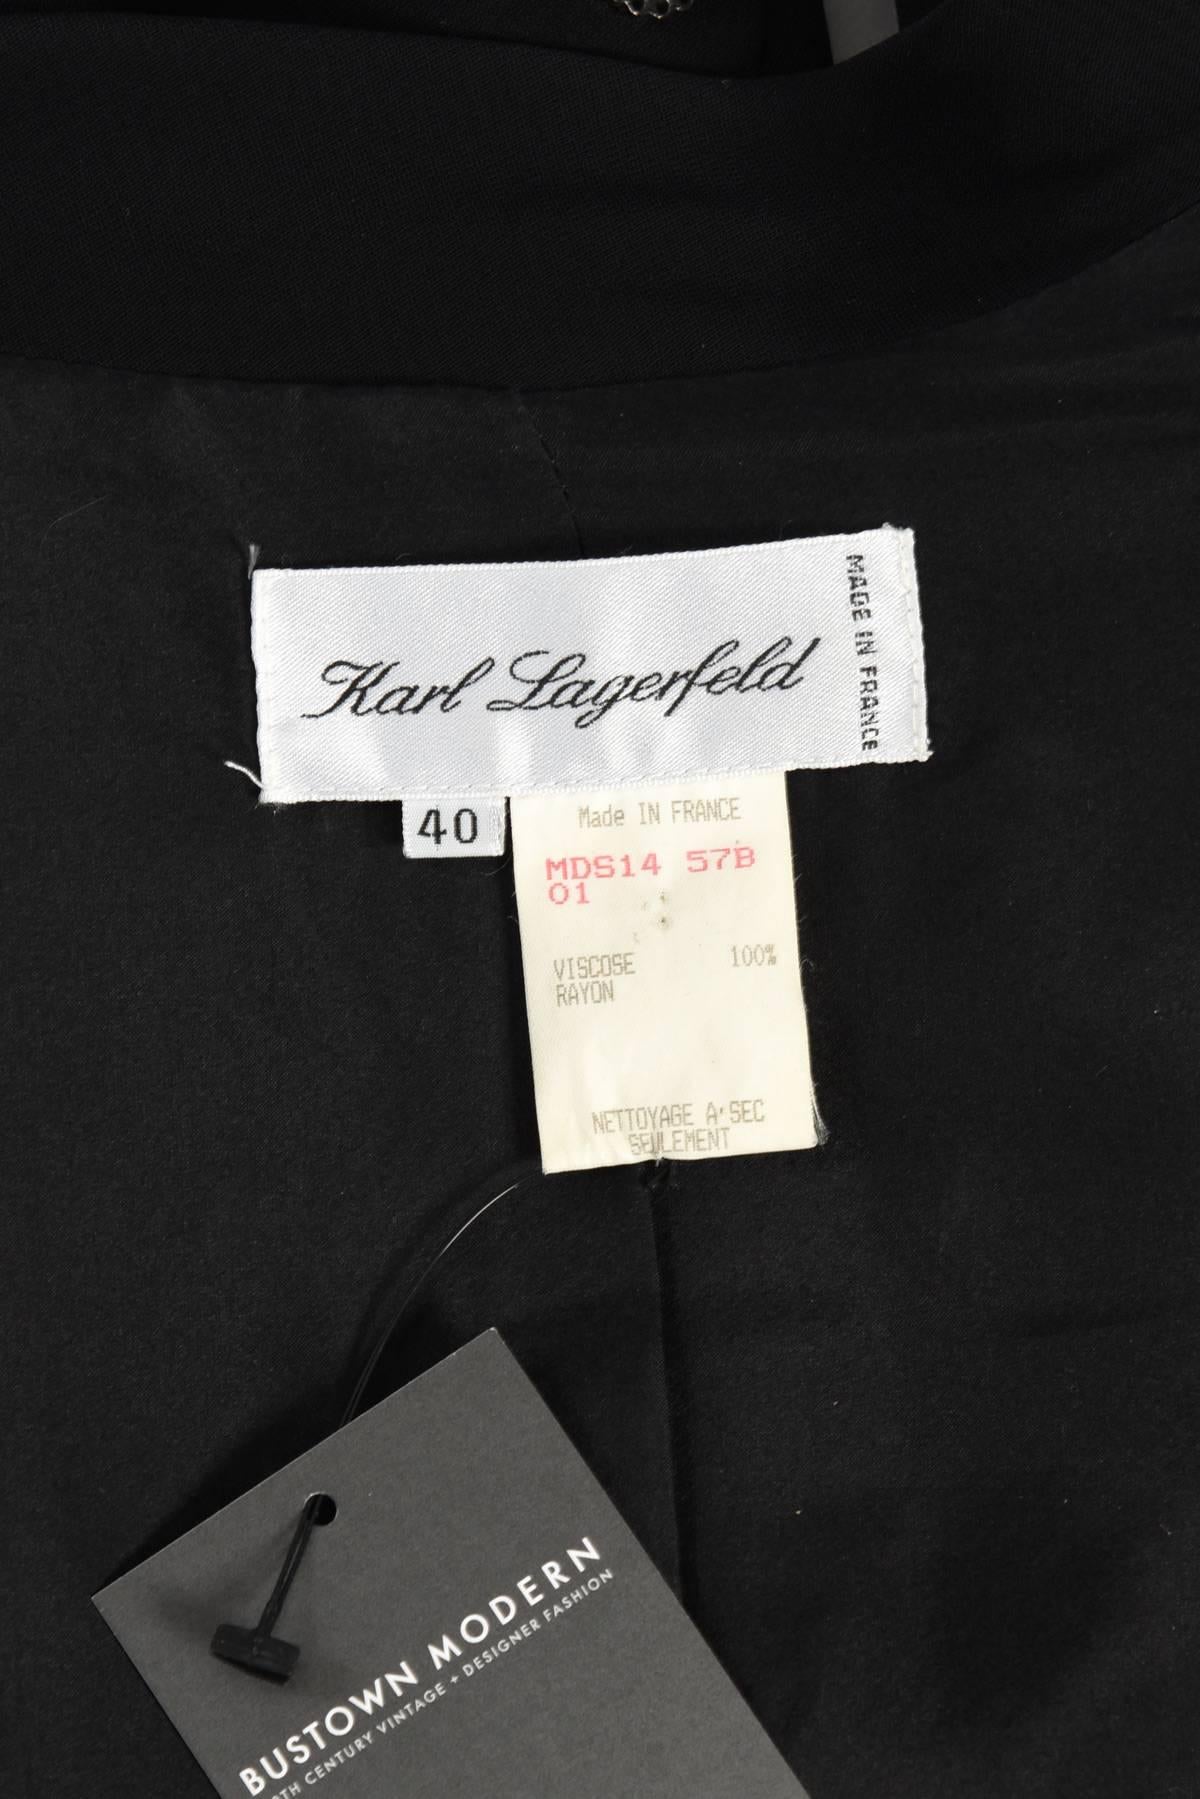 Karl Lagerfeld
MADE IN FRANCE
40
Made IN FRANCE
MDS14 57B
01
VISCOSE 100%
RAYON
NETTOYAGE A'SEC
SEULEMENT
BUSTOWN MODERN
CENTURY VINTAGE + DESIGNER FASHION